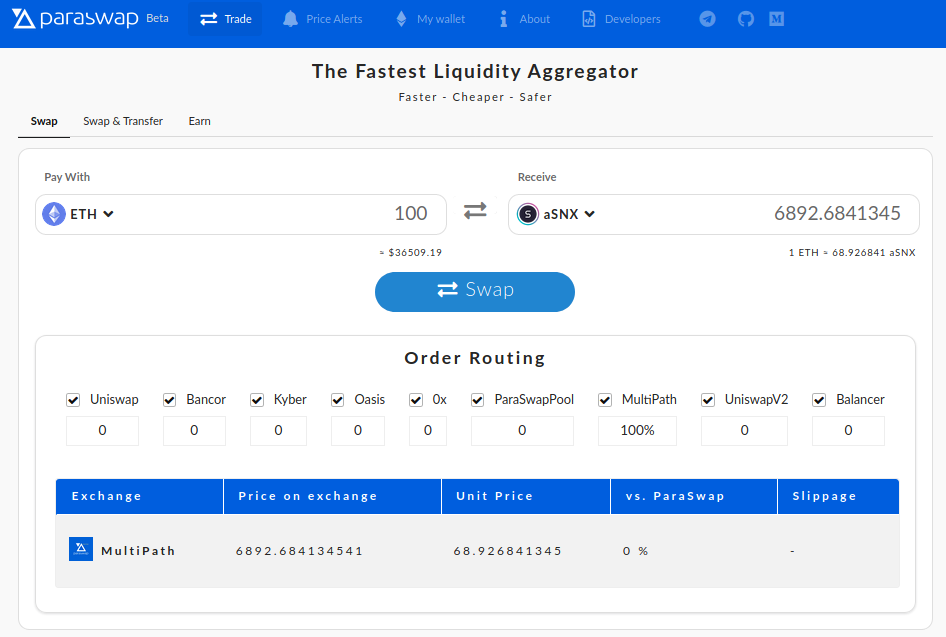 paraswap Beta Trade Price Alerts My wallet About Developers
The Fastest Liquidity Aggregator
Faster - Cheaper - Safer
Swap Swap & Transfer Earn
Pay With Receive
ETH 100 S aSNX 6892.6841345
≈ $36509.19 1 ETH ≈ 68.926841 aSNX
Swap
Order Routing
Uniswap Bancor Kyber Oasis 0x ParaSwapPool MultiPath UniswapV2 Balancer
0 0 0 0 0 0 100% 0 0
Exchange Price on exchange Unit Price vs. ParaSwap Slippage
MultiPath 6892.684134541 68.926841345 0 % -